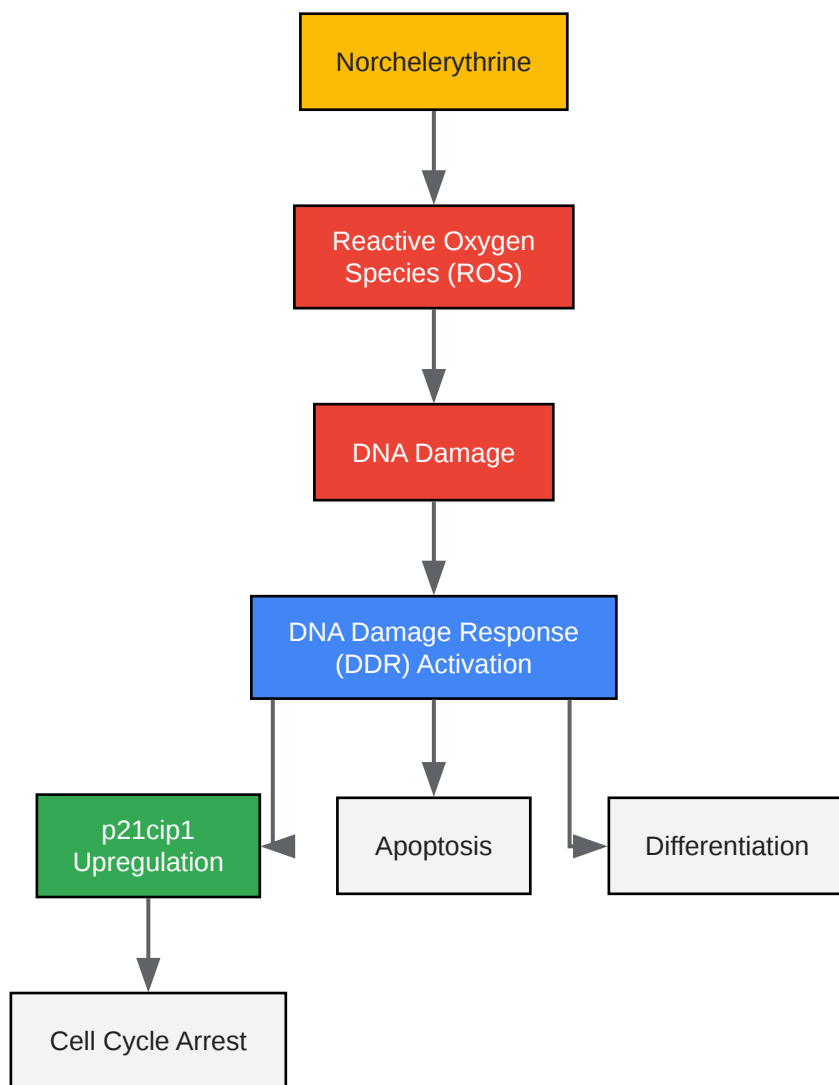 Norchelerythrine
Reactive Oxygen
Species (ROS)
DNA Damage
DNA Damage Response
(DDR) Activation
p21cip1
Upregulation
Apoptosis
Differentiation
Cell Cycle Arrest